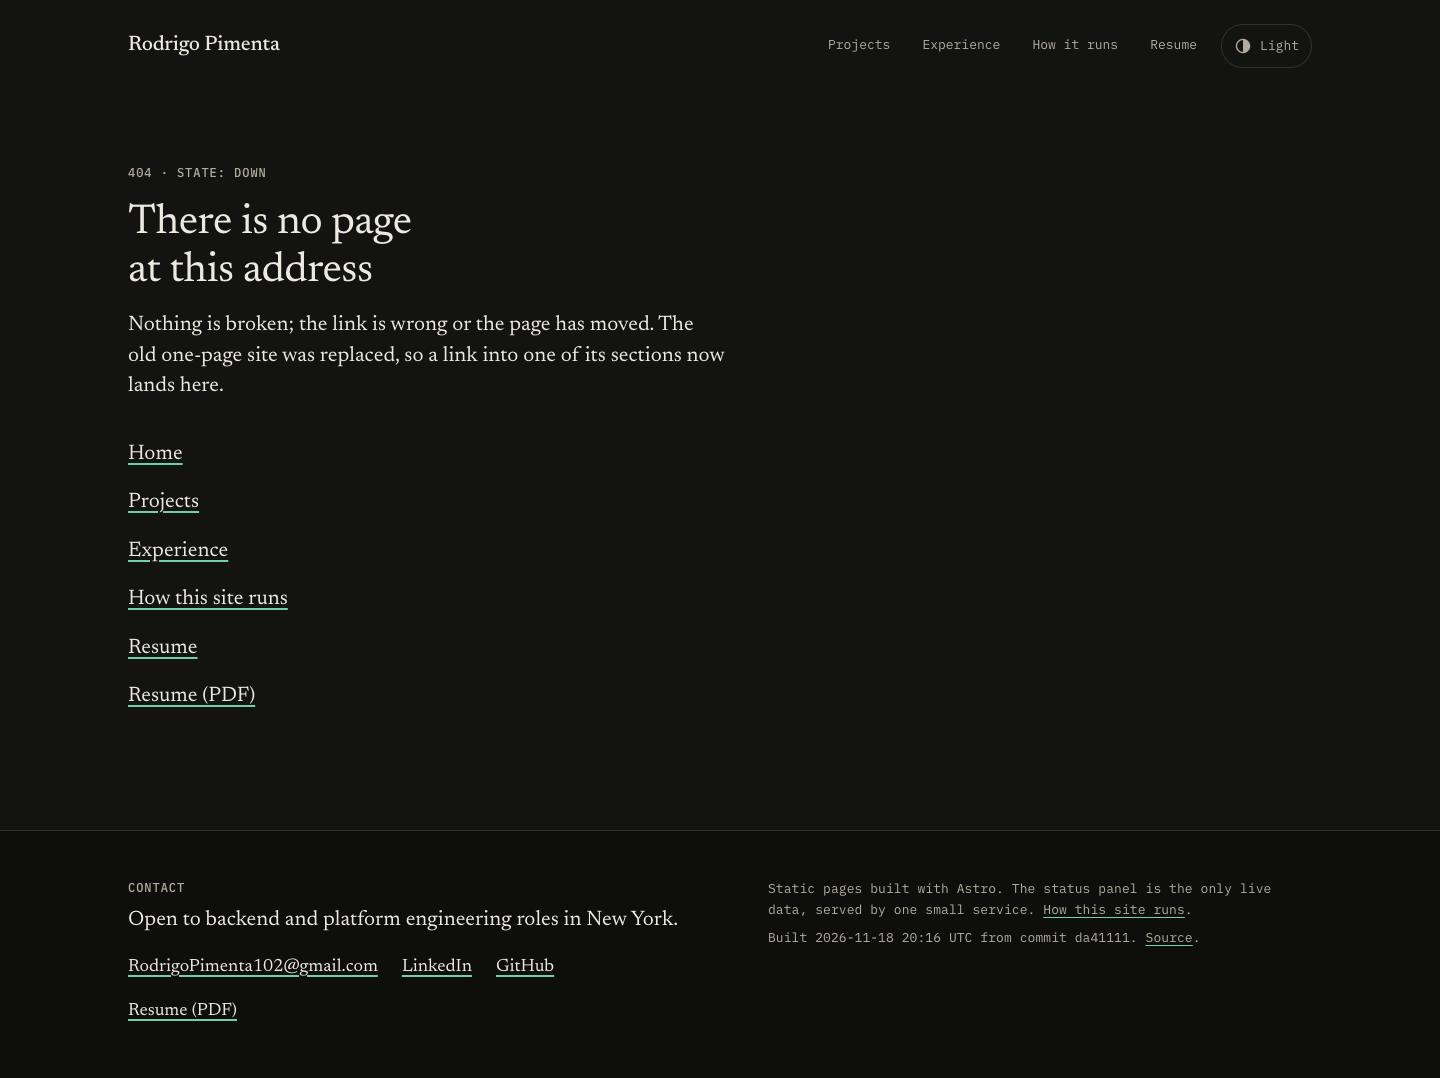 Rodrigo Pimenta
Projects
Experience
How it runs
Resume
Light
404 · STATE: DOWN
There is no page
at this address
Nothing is broken; the link is wrong or the page has moved. The
old one-page site was replaced, so a link into one of its sections now
lands here.
Home
Projects
Experience
How this site runs
Resume
Resume (PDF)
CONTACT
Open to backend and platform engineering roles in New York.
RodrigoPimenta102@gmail.com
LinkedIn
GitHub
Resume (PDF)
Static pages built with Astro. The status panel is the only live
data, served by one small service. How this site runs.
Built 2026-11-18 20:16 UTC from commit da41111. Source.